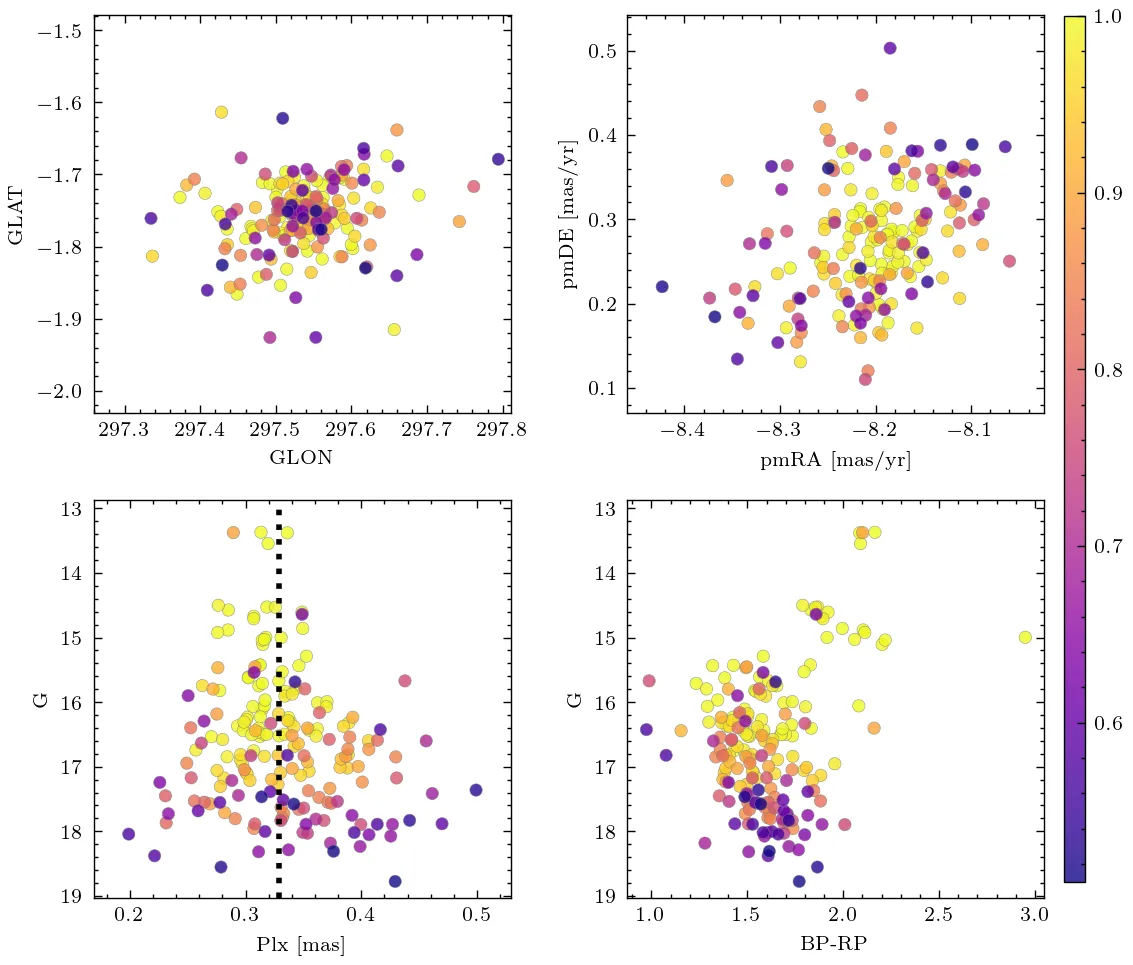 −1.5
−1.6
−1.7
−1.8
−1.9
−2.0
GLAT
297.3 297.4 297.5 297.6 297.7 297.8
GLON
0.5
0.4
0.3
0.2
0.1
pmDE [mas/yr]
−8.4 −8.3 −8.2 −8.1
pmRA [mas/yr]
1.0
0.9
0.8
0.7
0.6
13
14
15
16
17
18
19
G
0.2 0.3 0.4 0.5
Plx [mas]
13
14
15
16
17
18
19
G
1.0 1.5 2.0 2.5 3.0
BP-RP